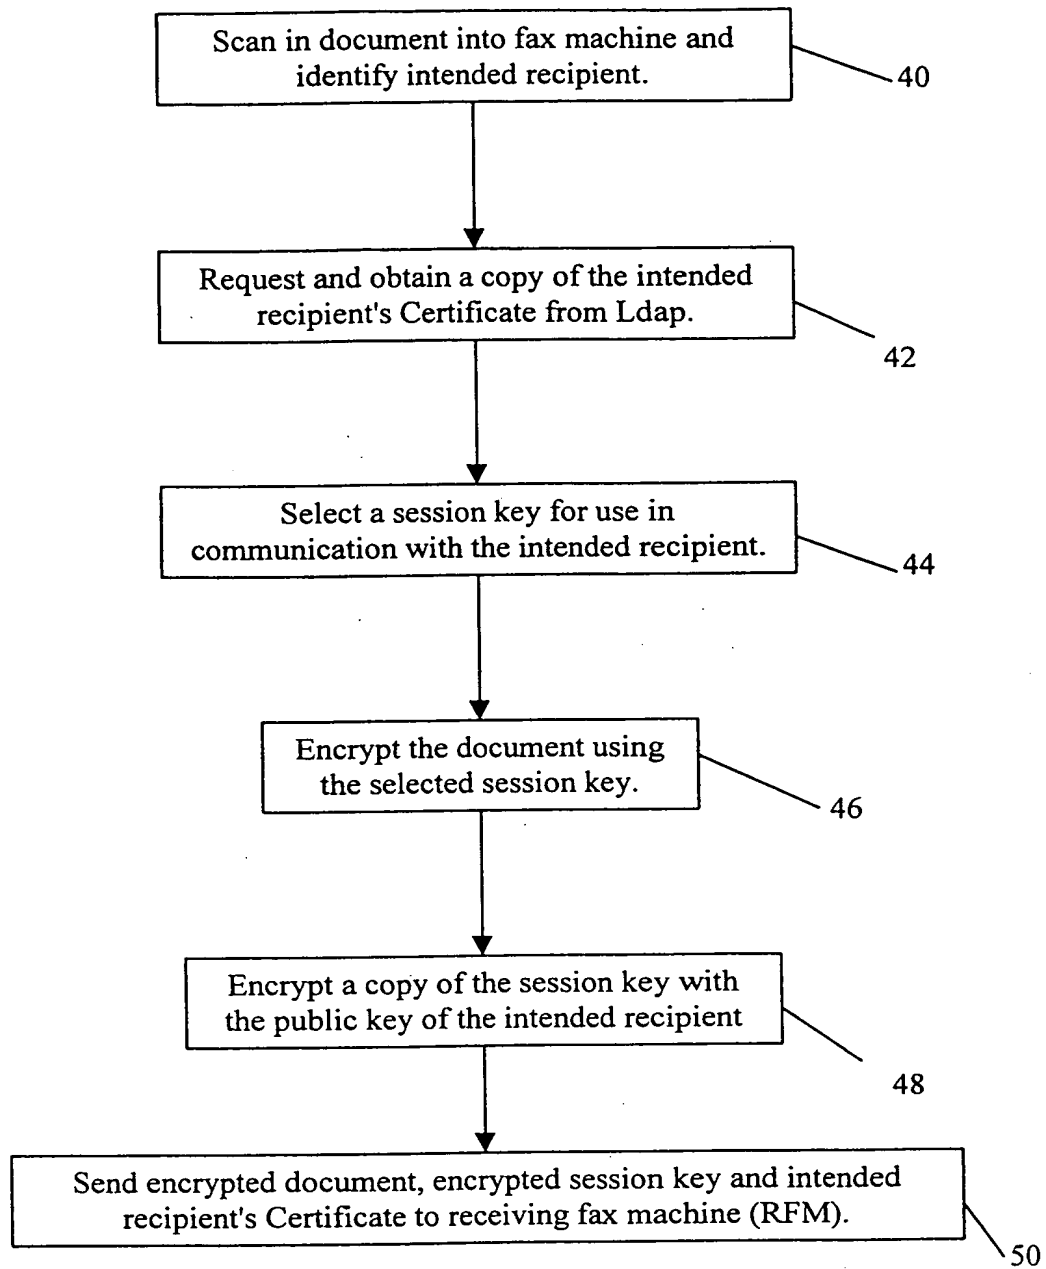 Scan in document into fax machine and
identify intended recipient.
40
Request and obtain a copy of the intended
recipient's Certificate from Ldap.
42
Select a session key for use in
communication with the intended recipient.
44
Encrypt the document using
the selected session key.
46
Encrypt a copy of the session key with
the public key of the intended recipient
48
Send encrypted document, encrypted session key and intended
recipient's Certificate to receiving fax machine (RFM).
50